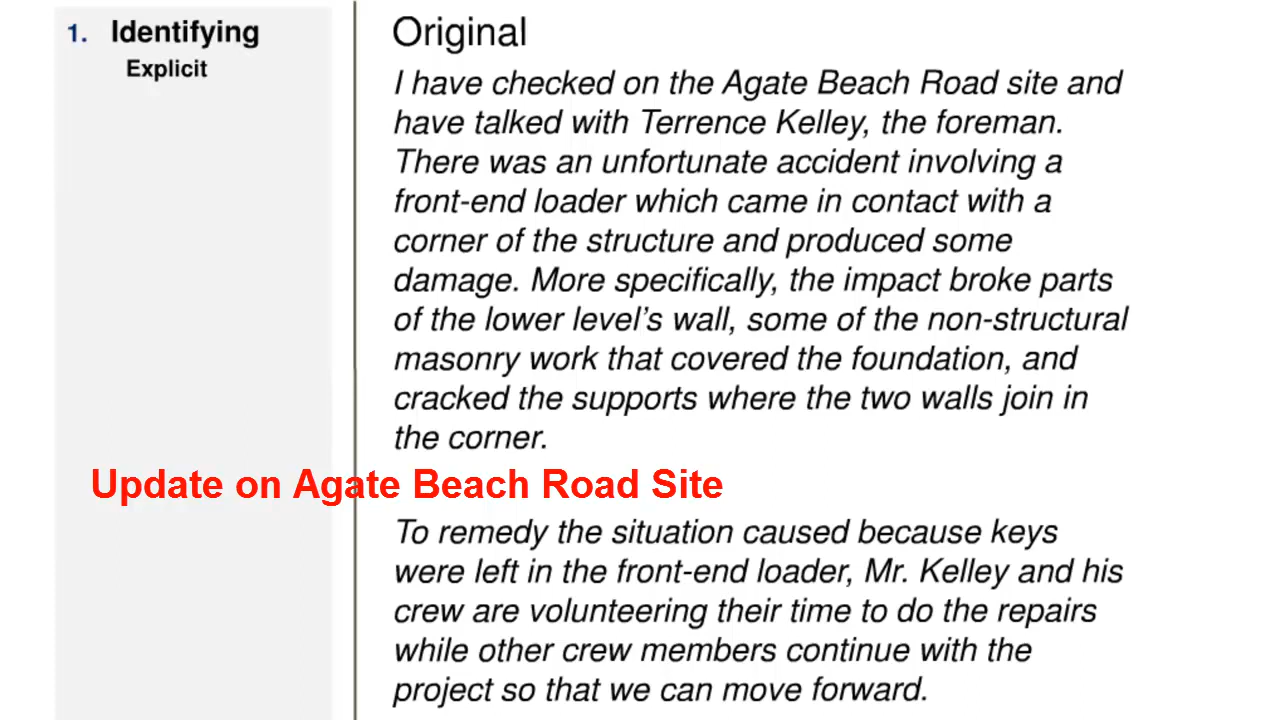 1. Identifying
Explicit
Original
I have checked on the Agate Beach Road site and
have talked with Terrence Kelley, the foreman.
There was an unfortunate accident involving a
front-end loader which came in contact with a
corner of the structure and produced some
damage. More specifically, the impact broke parts
of the lower level’s wall, some of the non-structural
masonry work that covered the foundation, and
cracked the supports where the two walls join in
the corner.
Update on Agate Beach Road Site
To remedy the situation caused because keys
were left in the front-end loader, Mr. Kelley and his
crew are volunteering their time to do the repairs
while other crew members continue with the
project so that we can move forward.